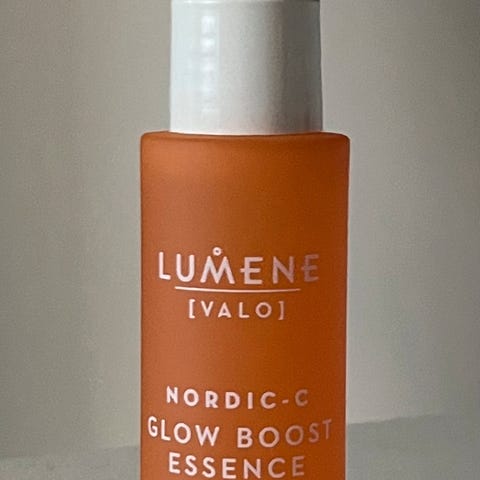 LUMENE
[VALO]
NORDIC-C
GLOW BOOST
ESSENCE